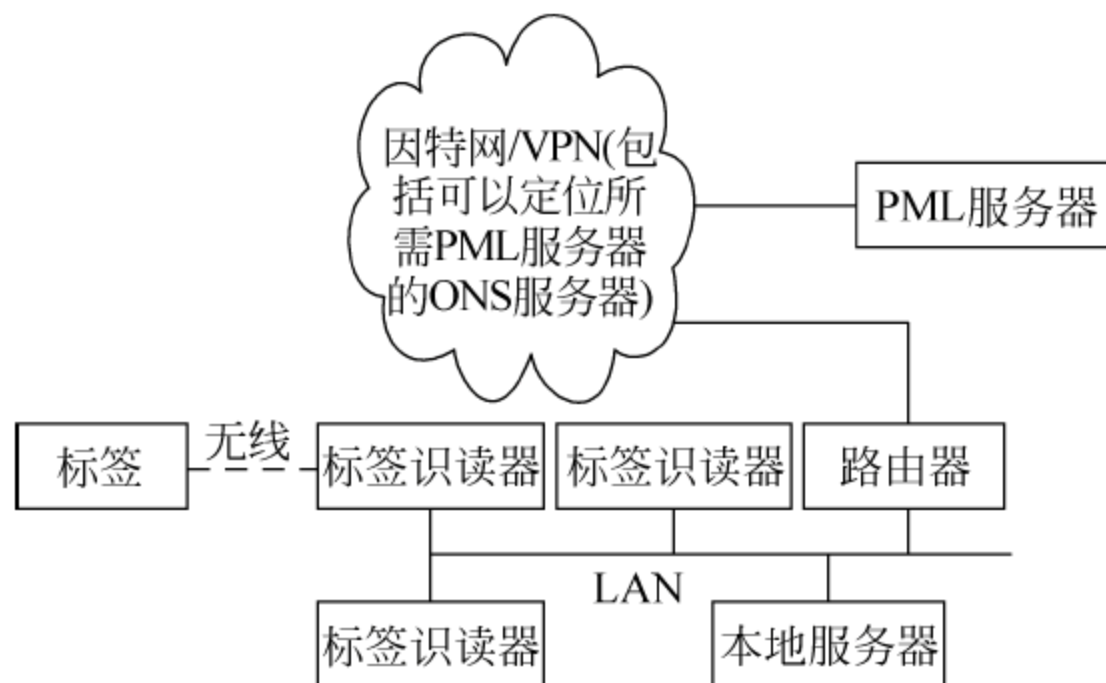 因特网/VPN(包
括可以定位所
需PML服务器
的ONS服务器)
PML服务器
标签
无线
标签识读器
标签识读器
路由器
LAN
标签识读器
本地服务器